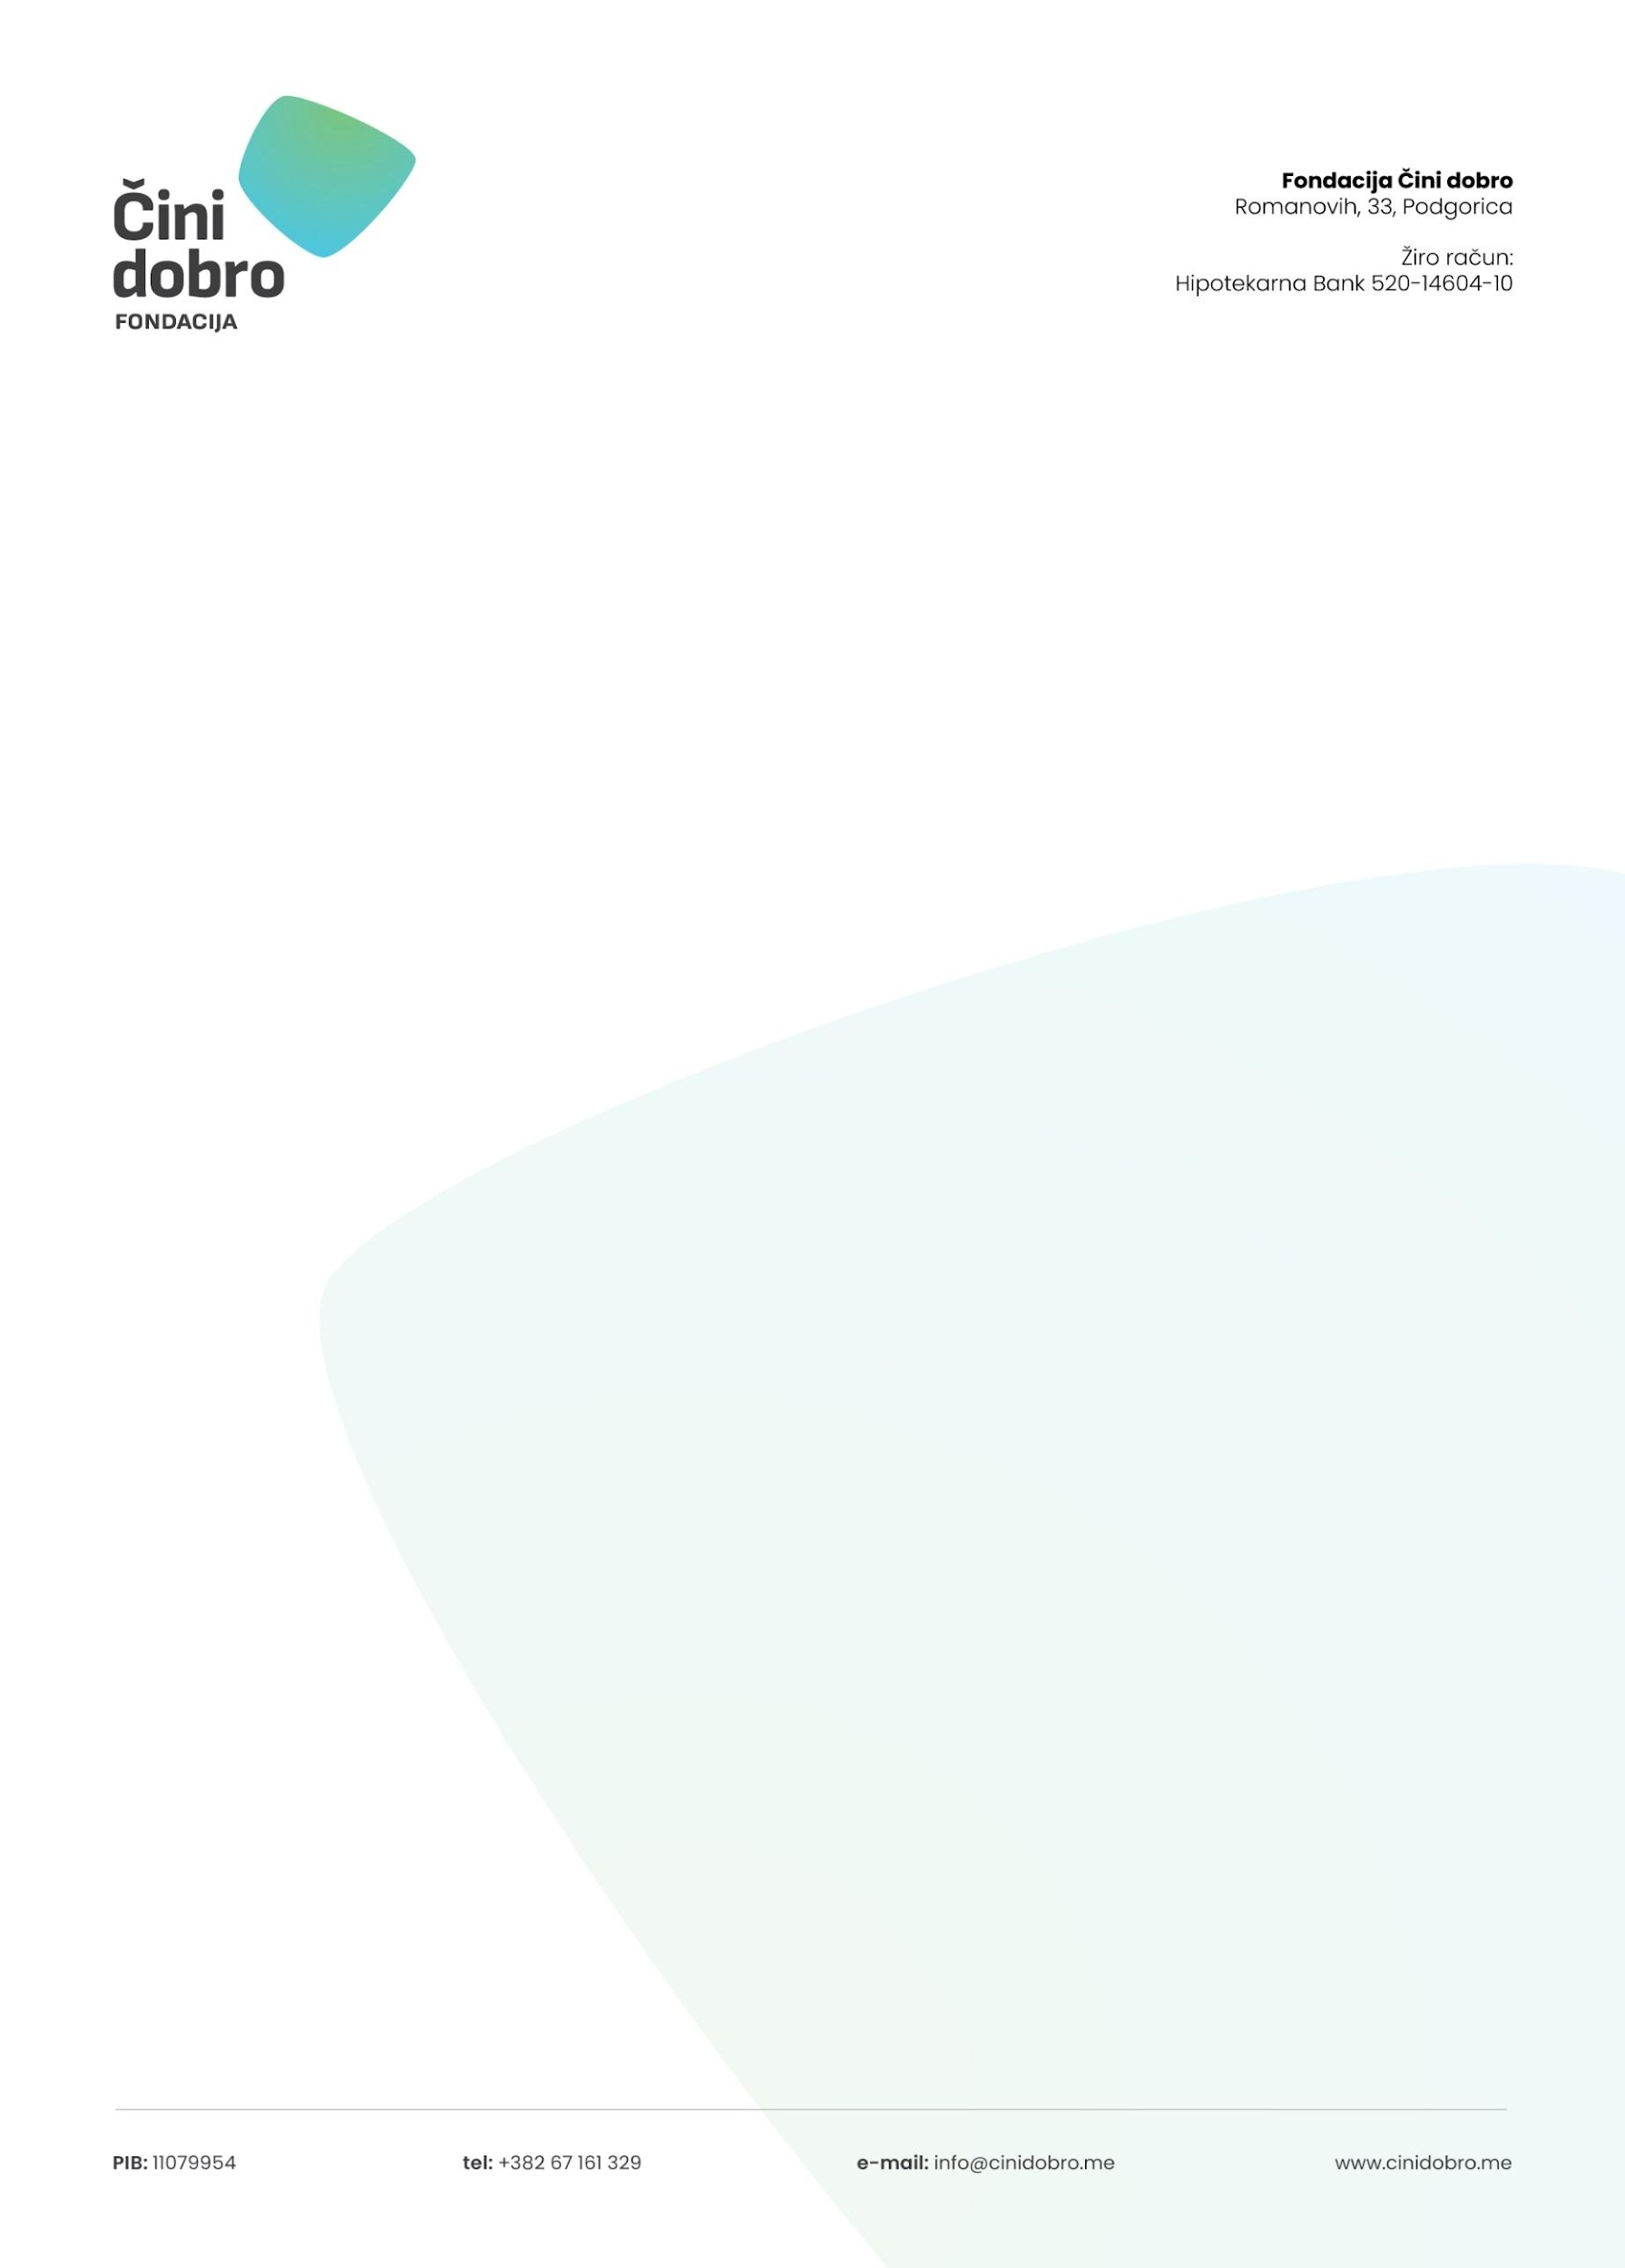 Čini
dobro
FONDACIJA
Fondacija Čini dobro
Romanovih, 33, Podgorica
Žiro račun:
Hipotekarna Bank 520-14604-10
PIB: 11079954
tel: +382 67 161 329
e-mail: info@cinidobro.me
www.cinidobro.me